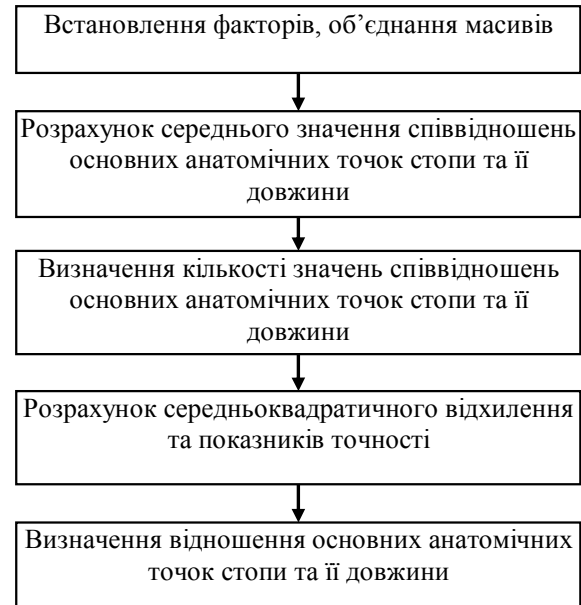 Встановлення факторів, об’єднання масивів
Розрахунок середнього значення співвідношень
основних анатомічних точок стопи та її
довжини
Визначення кількості значень співвідношень
основних анатомічних точок стопи та її
довжини
Розрахунок середньоквадратичного відхилення
та показників точності
Визначення відношення основних анатомічних
точок стопи та її довжини